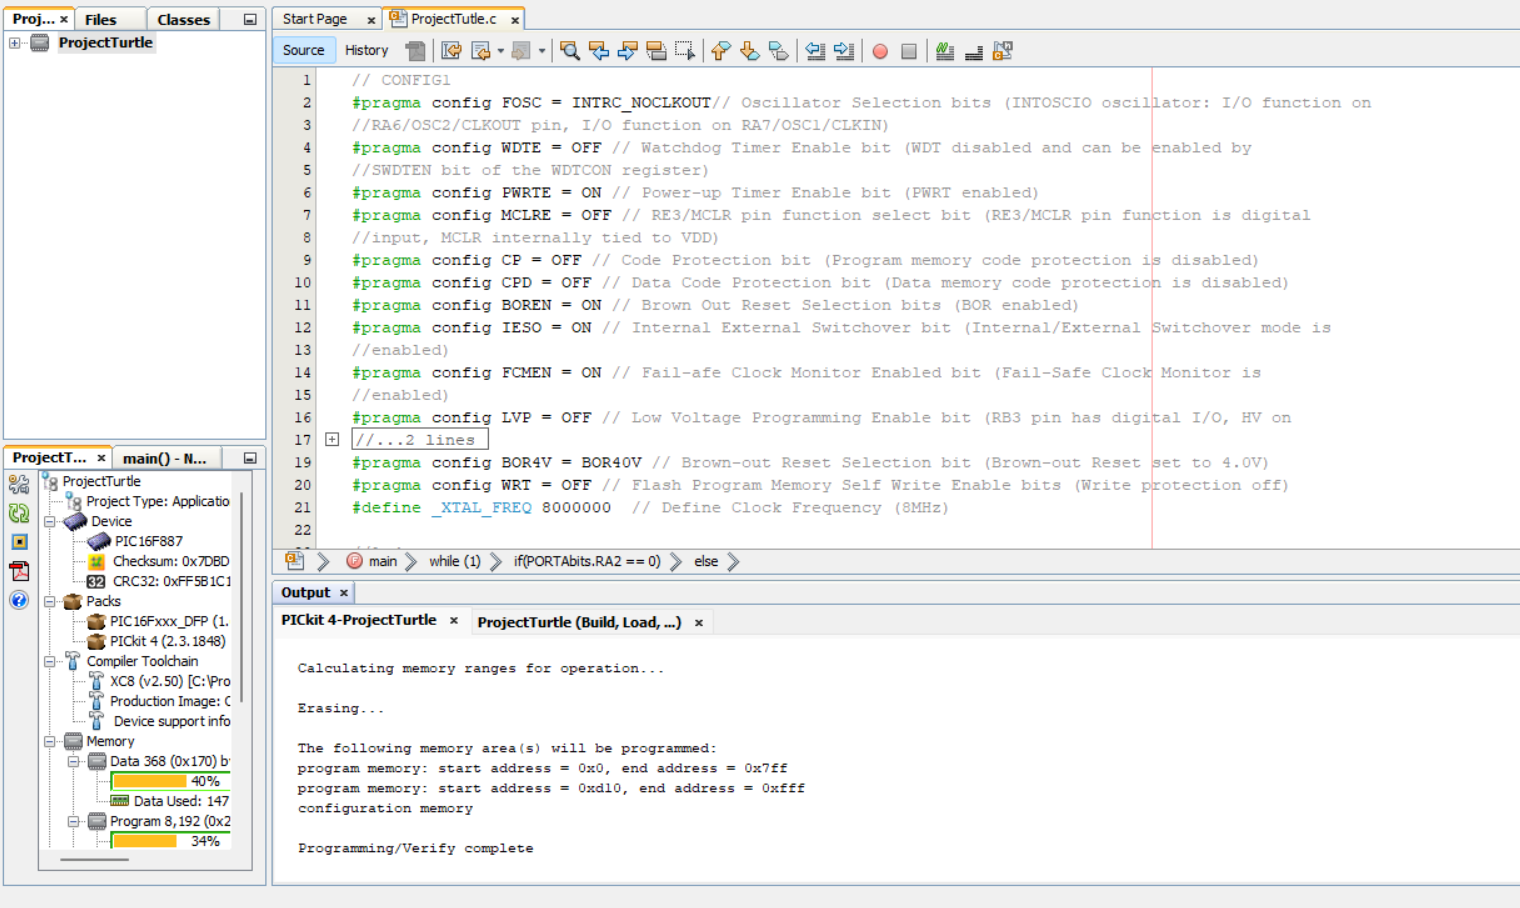 Proj... × Files Classes
ProjectTurtle
Start Page × ProjectTutle.c ×
Source History
1 // CONFIG1
2 #pragma config FOSC = INTRC_NOCLKOUT// Oscillator Selection bits (INTOSCIO oscillator: I/O function on
3 //RA6/OSC2/CLKOUT pin, I/O function on RA7/OSC1/CLKIN)
4 #pragma config WDTE = OFF // Watchdog Timer Enable bit (WDT disabled and can be enabled by
5 //SWDTEN bit of the WDTCON register)
6 #pragma config PWRTE = ON // Power-up Timer Enable bit (PWRT enabled)
7 #pragma config MCLRE = OFF // RE3/MCLR pin function select bit (RE3/MCLR pin function is digital
8 //input, MCLR internally tied to VDD)
9 #pragma config CP = OFF // Code Protection bit (Program memory code protection is disabled)
10 #pragma config CPD = OFF // Data Code Protection bit (Data memory code protection is disabled)
11 #pragma config BOREN = ON // Brown Out Reset Selection bits (BOR enabled)
12 #pragma config IESO = ON // Internal External Switchover bit (Internal/External Switchover mode is
13 //enabled)
14 #pragma config FCMEN = ON // Fail-afe Clock Monitor Enabled bit (Fail-Safe Clock Monitor is
15 //enabled)
16 #pragma config LVP = OFF // Low Voltage Programming Enable bit (RB3 pin has digital I/O, HV on
17 //...2 lines
19 #pragma config BOR4V = BOR40V // Brown-out Reset Selection bit (Brown-out Reset set to 4.0V)
20 #pragma config WRT = OFF // Flash Program Memory Self Write Enable bits (Write protection off)
21 #define _XTAL_FREQ 8000000 // Define Clock Frequency (8MHz)
22
main while (1) if(PORTAbits.RA2 == 0) else
ProjectT... × main() - N...
ProjectTurtle
Project Type: Applicatio
Device
PIC16F887
Checksum: 0x7DBD
32 CRC32: 0xFF5B1C1
Packs
PIC16Fxxx_DFP (1.
PICkit 4 (2.3.1848)
Compiler Toolchain
XC8 (v2.50) [C:\Pro
Production Image: C
Device support info
Memory
Data 368 (0x170) b
40%
Data Used: 147
Program 8,192 (0x2
34%
Output ×
PICkit 4-ProjectTurtle × ProjectTurtle (Build, Load, ...) ×
Calculating memory ranges for operation...
Erasing...
The following memory area(s) will be programmed:
program memory: start address = 0x0, end address = 0x7ff
program memory: start address = 0xd10, end address = 0xfff
configuration memory
Programming/Verify complete